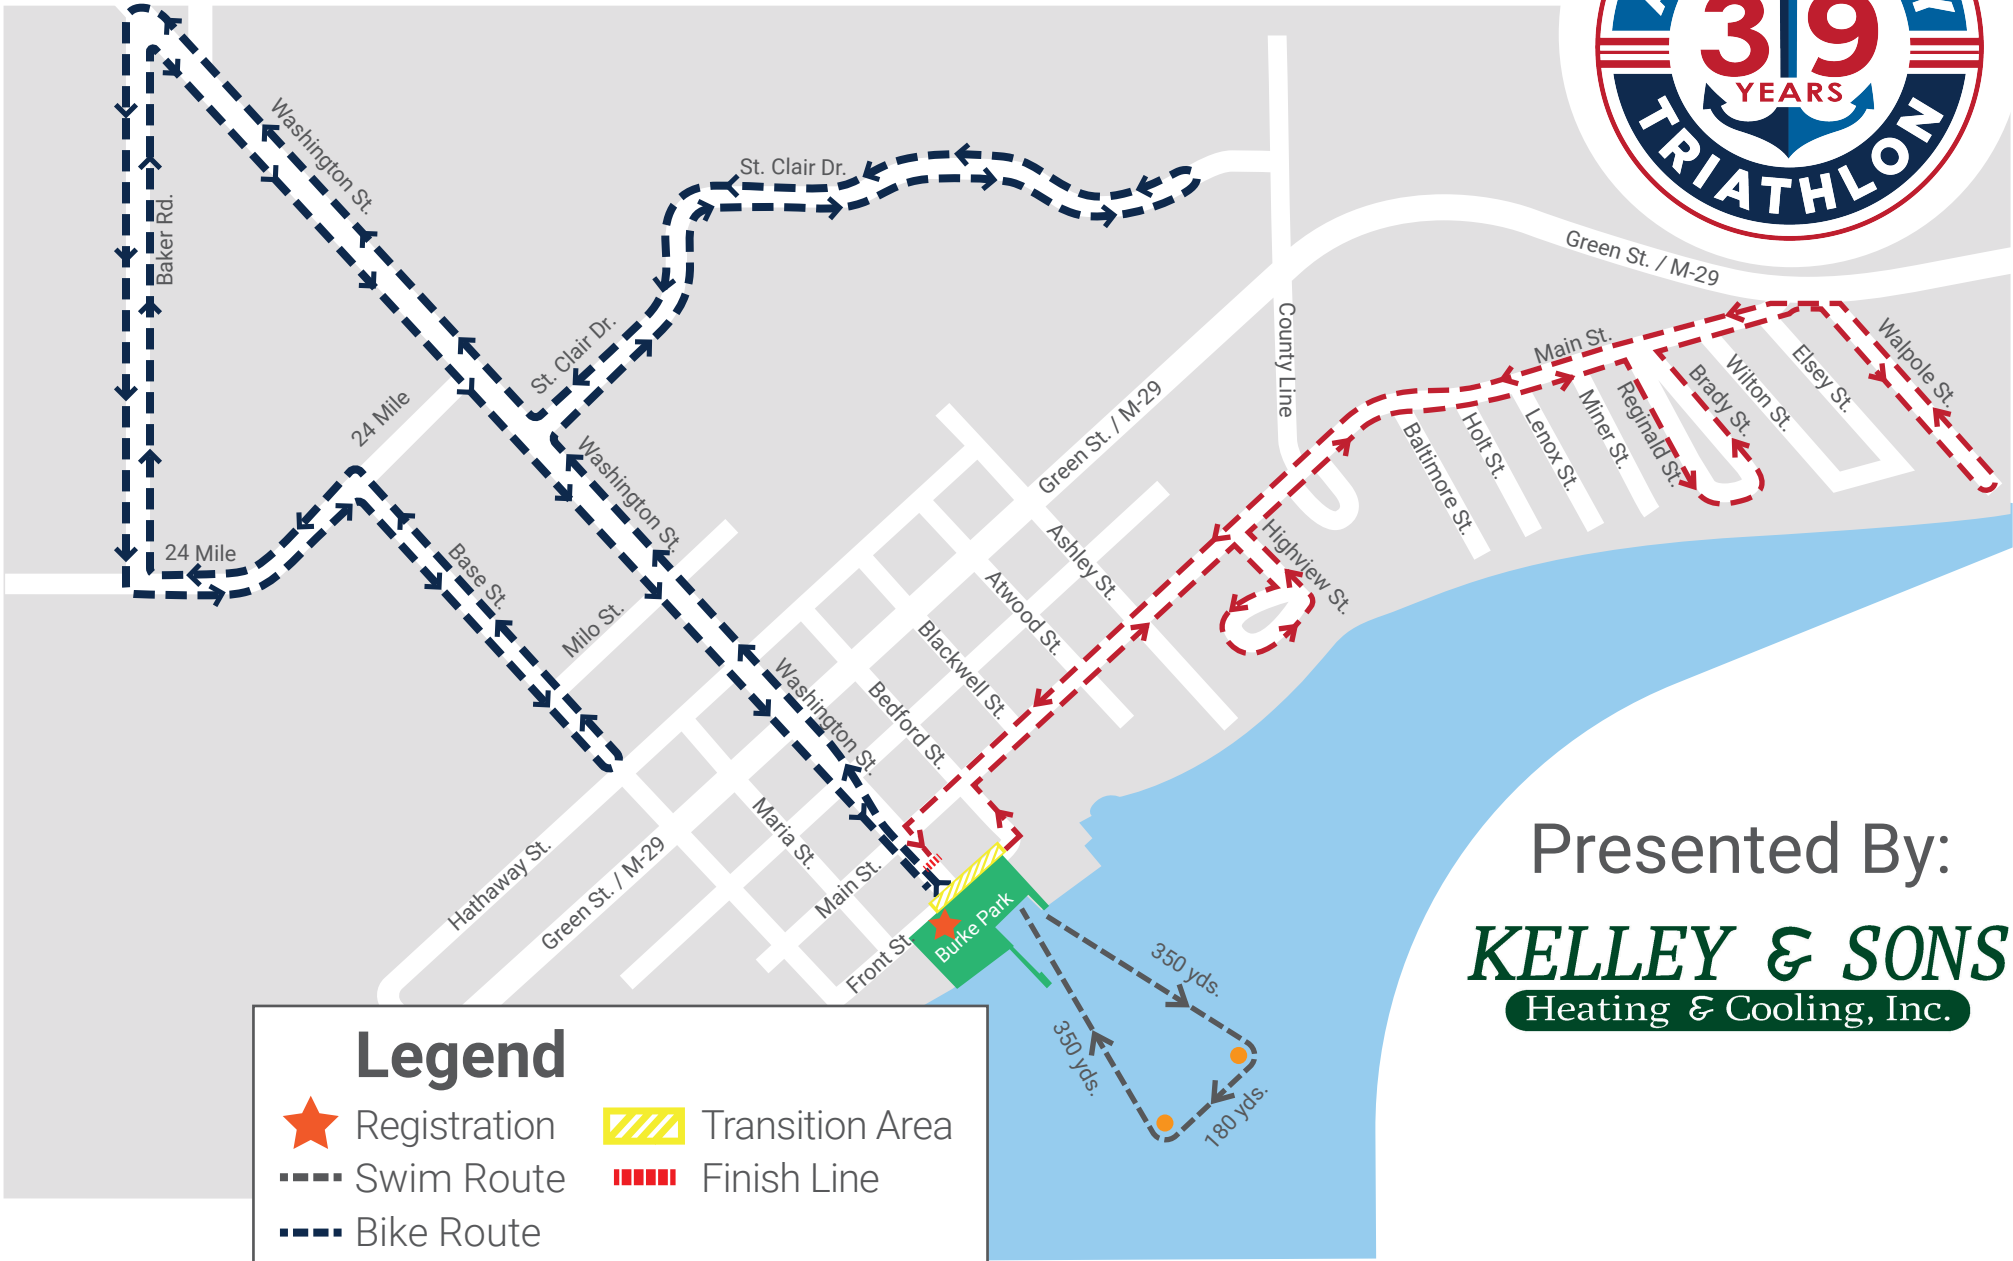 39
YEARS
TRIATHLON
Washington St.
Baker Rd.
St. Clair Dr.
St. Clair Dr.
Green St. / M-29
County Line
Main St.
Walpole St.
Elsey St.
Wilton St.
Brady St.
Reginald St.
Miner St.
Lenox St.
Holt St.
Baltimore St.
24 Mile
Green St. / M-29
Washington St.
24 Mile
Base St.
Milo St.
Ashley St.
Atwood St.
Highview St.
Blackwell St.
Bedford St.
Washington St.
Maria St.
Main St.
Hathaway St.
Green St. / M-29
Front St.
Burke Park
350 yds.
350 yds.
180 yds.
Presented By:
KELLEY & SONS
Heating & Cooling, Inc.
Legend
Registration
Transition Area
Swim Route
Finish Line
Bike Route